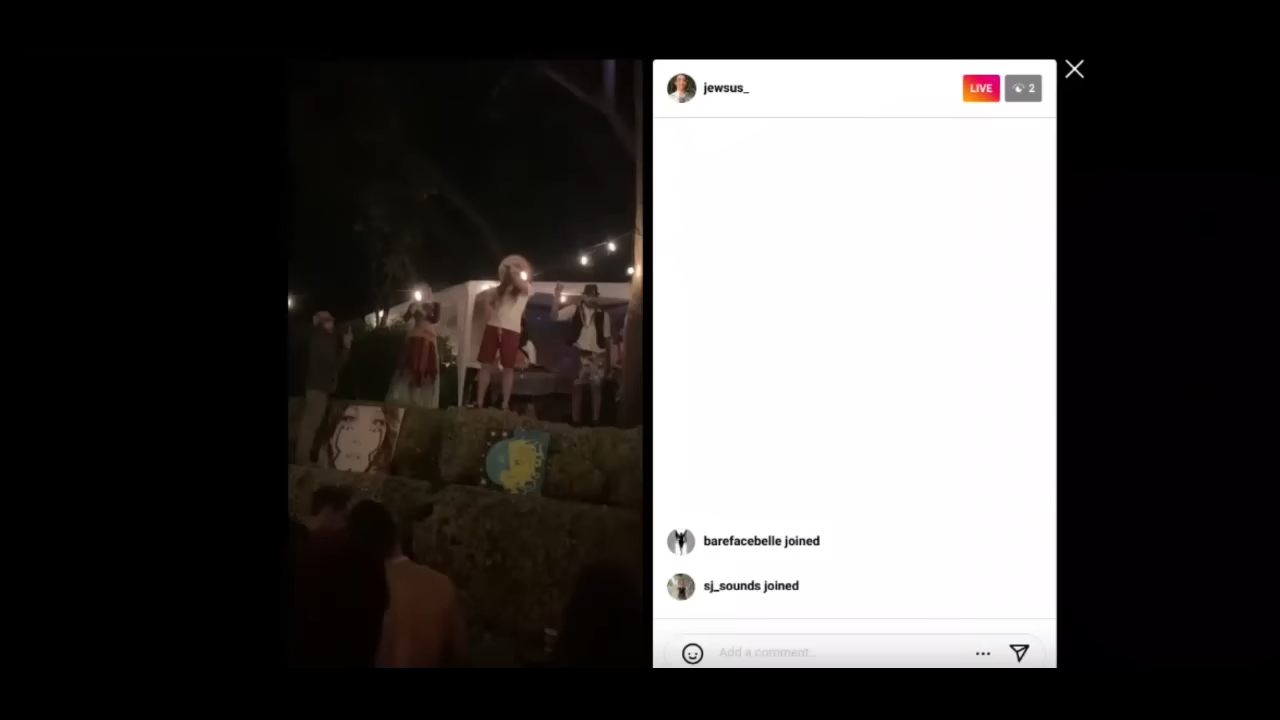 jewsus_
LIVE
2
barefacebelle joined
sj_sounds joined
Add a comment...